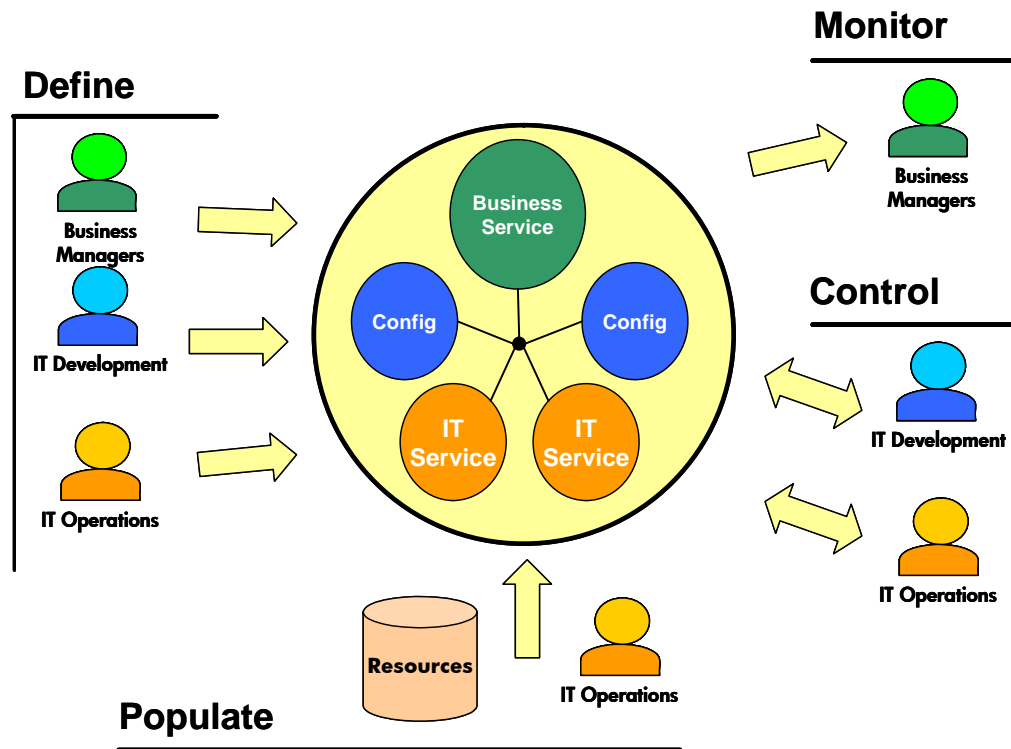 Define
Business
Managers
IT Development
IT Operations
Business
Service
Config
Config
IT
Service
IT
Service
Monitor
Business
Managers
Control
IT Development
IT Operations
Resources
IT Operations
Populate